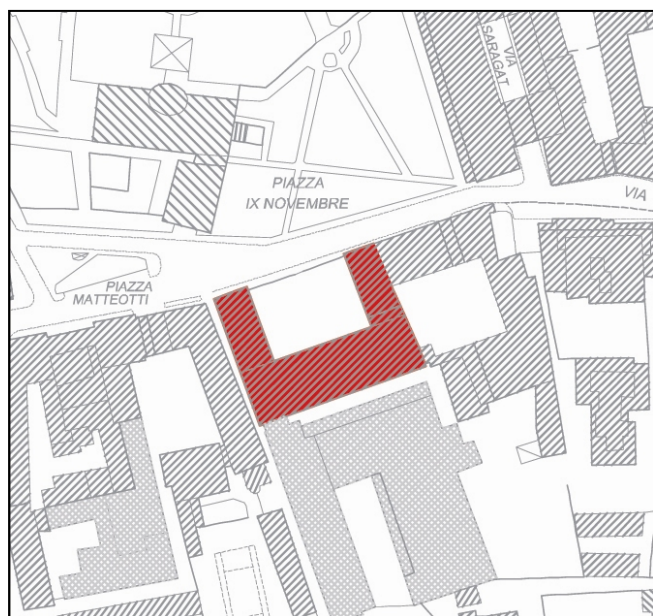 VIA
SARAGAT
PIAZZA
IX NOVEMBRE
VIA
PIAZZA
MATTEOTTI